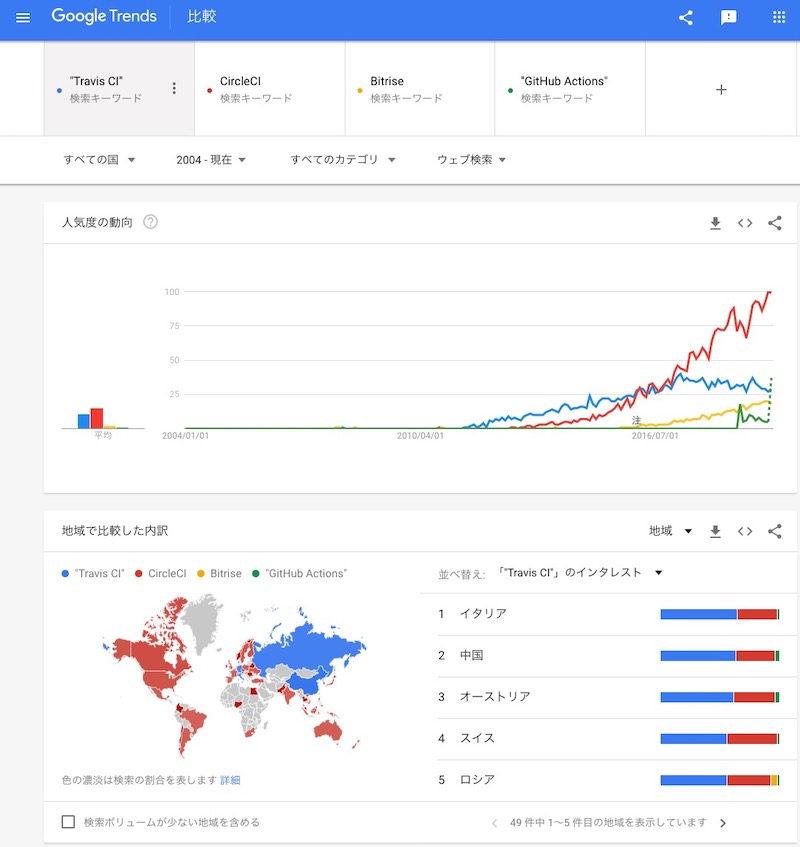 Google Trends 比較
"Travis CI"
検索キーワード
CircleCI
検索キーワード
Bitrise
検索キーワード
"GitHub Actions"
検索キーワード
+
すべての国 2004 - 現在 すべてのカテゴリ ウェブ検索
人気度の動向 ?
100
75
50
25
注
平均
2004/01/01 2010/04/01 2016/07/01
地域で比較した内訳
地域
"Travis CI" CircleCI Bitrise "GitHub Actions"
色の濃淡は検索の割合を表します 詳細
並べ替え: 「"Travis CI"」のインタレスト
1 イタリア
2 中国
3 オーストリア
4 スイス
5 ロシア
検索ボリュームが少ない地域を含める
49 件中 1～5 件目の地域を表示しています